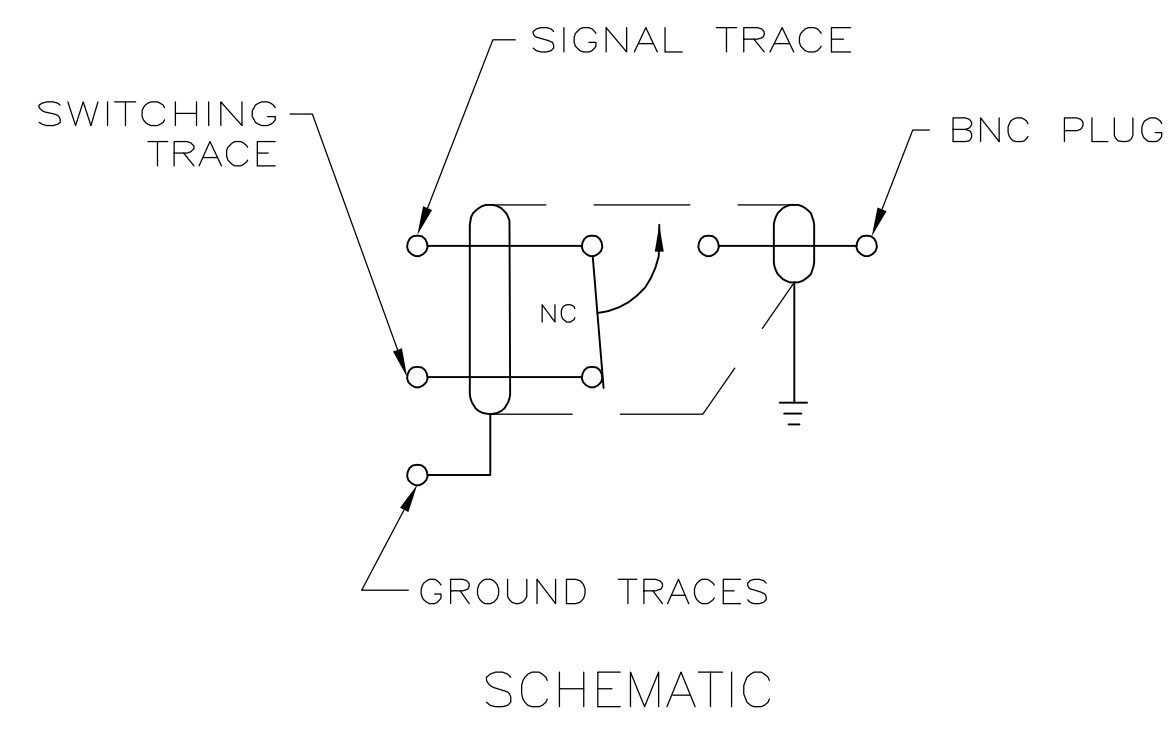 SIGNAL TRACE
SWITCHING
TRACE
BNC PLUG
NC
GROUND TRACES
SCHEMATIC